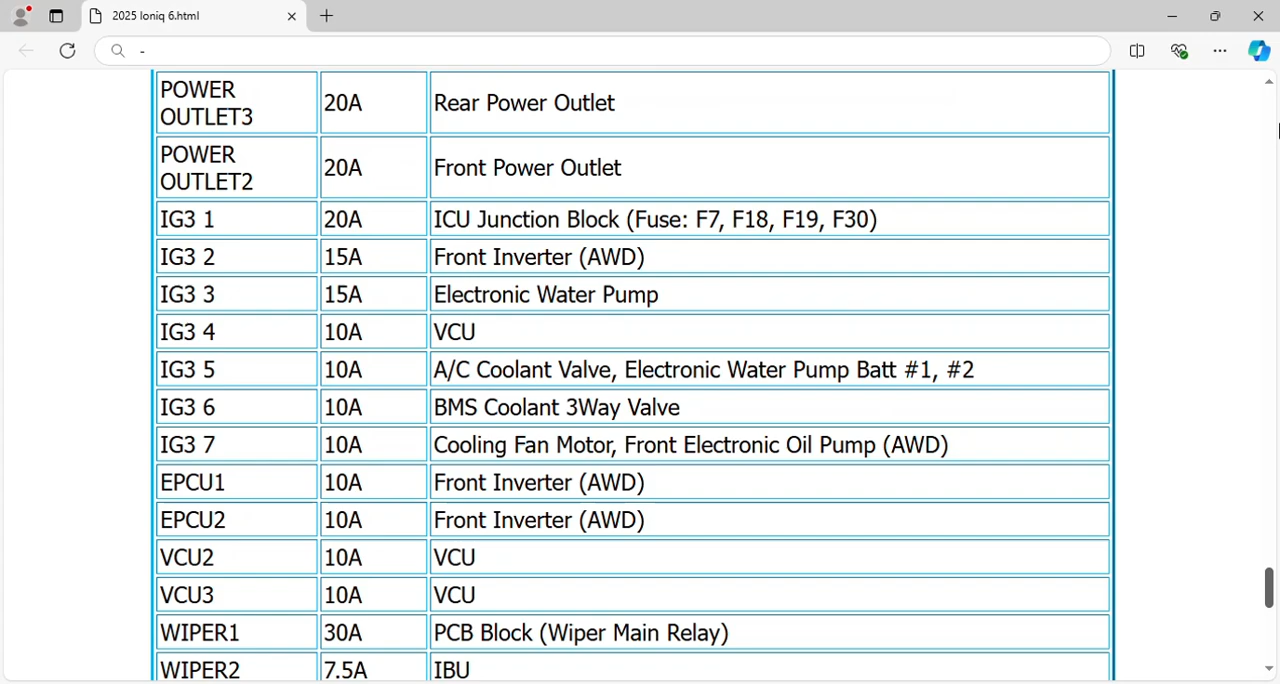 2025 Ioniq 6.html
-
POWER
OUTLET3 20A Rear Power Outlet
POWER
OUTLET2 20A Front Power Outlet
IG3 1 20A ICU Junction Block (Fuse: F7, F18, F19, F30)
IG3 2 15A Front Inverter (AWD)
IG3 3 15A Electronic Water Pump
IG3 4 10A VCU
IG3 5 10A A/C Coolant Valve, Electronic Water Pump Batt #1, #2
IG3 6 10A BMS Coolant 3Way Valve
IG3 7 10A Cooling Fan Motor, Front Electronic Oil Pump (AWD)
EPCU1 10A Front Inverter (AWD)
EPCU2 10A Front Inverter (AWD)
VCU2 10A VCU
VCU3 10A VCU
WIPER1 30A PCB Block (Wiper Main Relay)
WIPER2 7.5A IBU